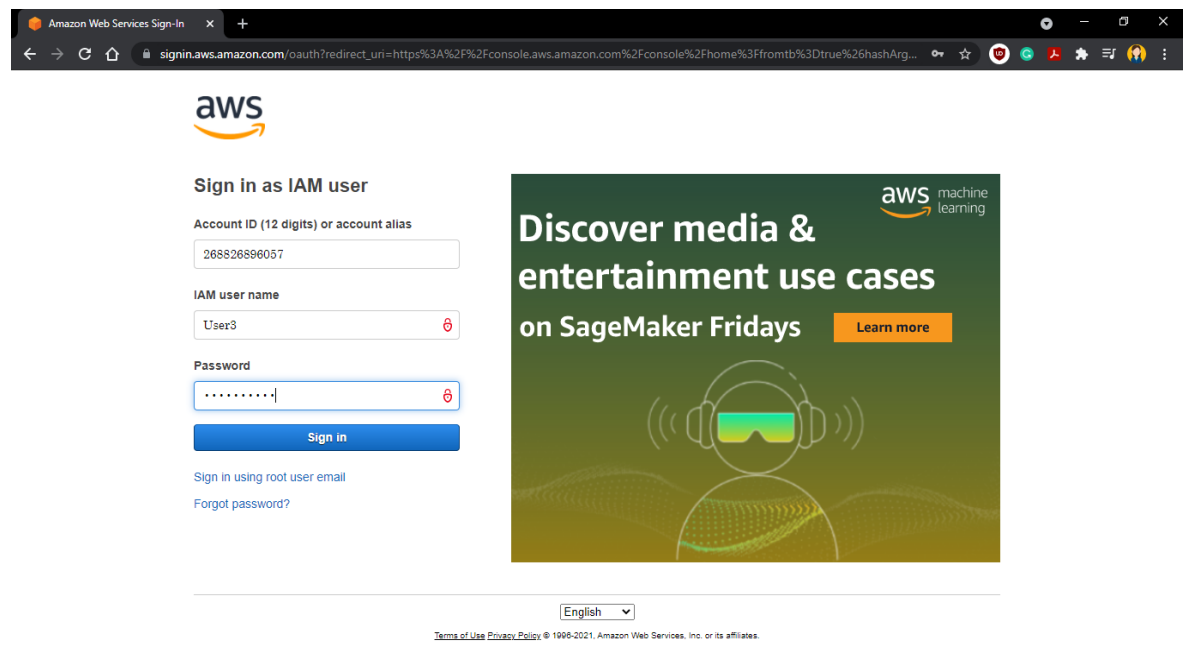 Amazon Web Services Sign-In
signin.aws.amazon.com/oauth?redirect_uri=https%3A%2F%2Fconsole.aws.amazon.com%2Fconsole%2Fhome%3Ffromtb%3Dtrue%26hashArg...
aws
Sign in as IAM user
Account ID (12 digits) or account alias
268826896057
IAM user name
User3
Password
··········
Sign in
Sign in using root user email
Forgot password?
aws machine learning
Discover media &
entertainment use cases
on SageMaker Fridays
Learn more
English
Terms of Use Privacy Policy © 1996-2021, Amazon Web Services, Inc. or its affiliates.